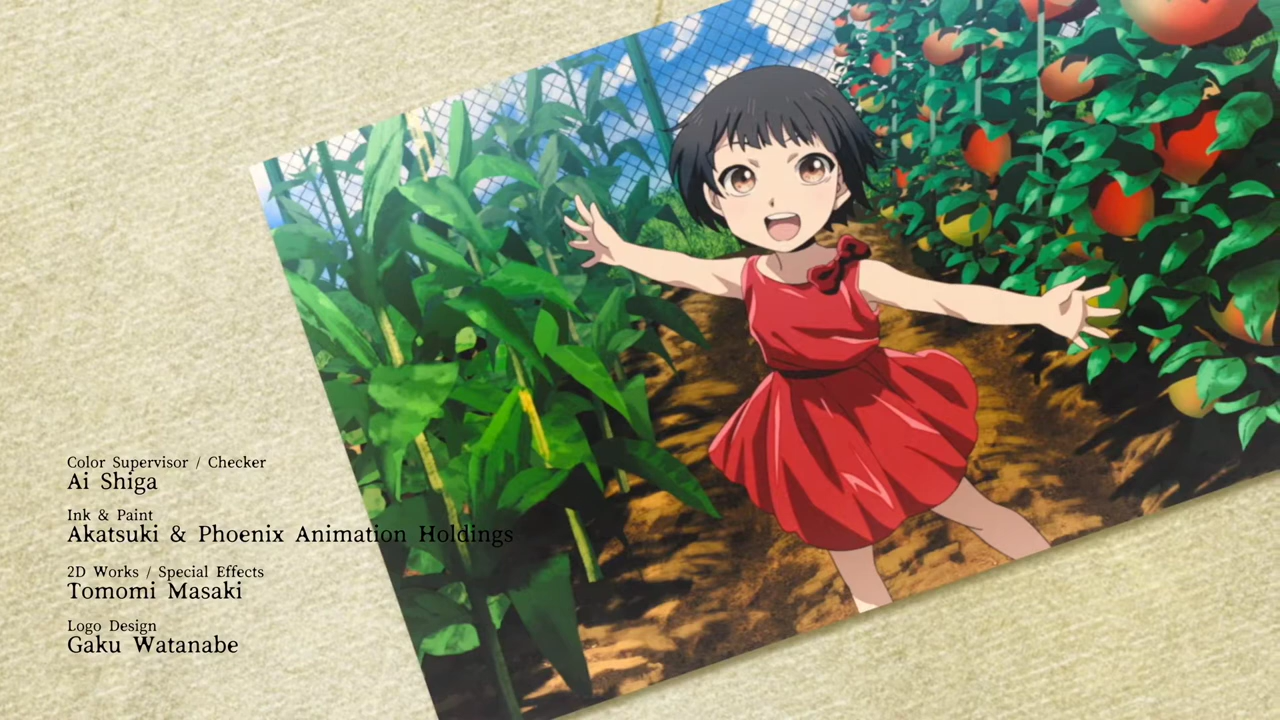 Color Supervisor / Checker
Ai Shiga
Ink & Paint
Akatsuki & Phoenix Animation Holdings
2D Works / Special Effects
Tomomi Masaki
Logo Design
Gaku Watanabe